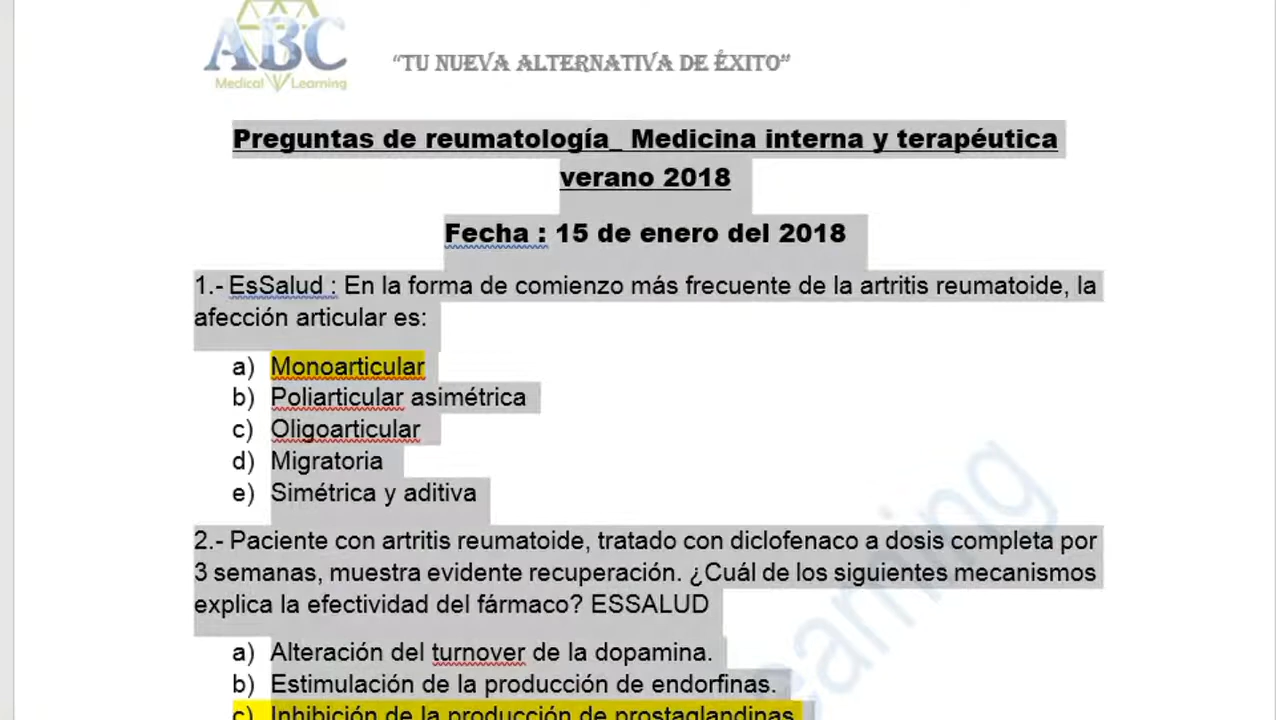 ABC
Medical Learning
“TU NUEVA ALTERNATIVA DE ÉXITO”
Preguntas de reumatología_ Medicina interna y terapéutica
verano 2018
Fecha : 15 de enero del 2018
1.- EsSalud : En la forma de comienzo más frecuente de la artritis reumatoide, la
afección articular es:
a) Monoarticular
b) Poliarticular asimétrica
c) Oligoarticular
d) Migratoria
e) Simétrica y aditiva
2.- Paciente con artritis reumatoide, tratado con diclofenaco a dosis completa por
3 semanas, muestra evidente recuperación. ¿Cuál de los siguientes mecanismos
explica la efectividad del fármaco? ESSALUD
a) Alteración del turnover de la dopamina.
b) Estimulación de la producción de endorfinas.
c) Inhibición de la producción de prostaglandinas